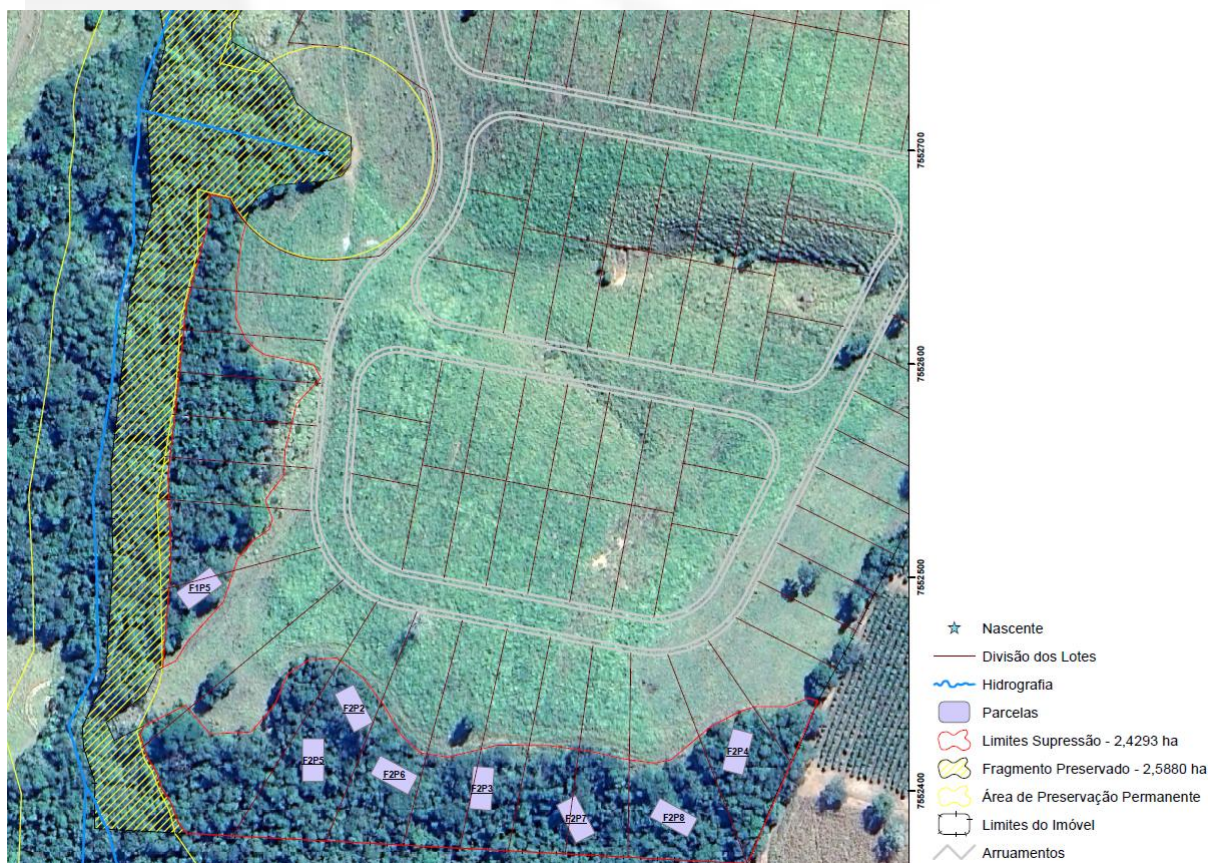 7552700
7552600
7552500
7552400
F1P5
F2P2
F2P5
F2P6
F2P3
F2P7
F2P8
F2P4
Nascente
Divisão dos Lotes
Hidrografia
Parcelas
Limites Supressão - 2,4293 ha
Fragmento Preservado - 2,5880 ha
Área de Preservação Permanente
Limites do Imóvel
Arruamentos